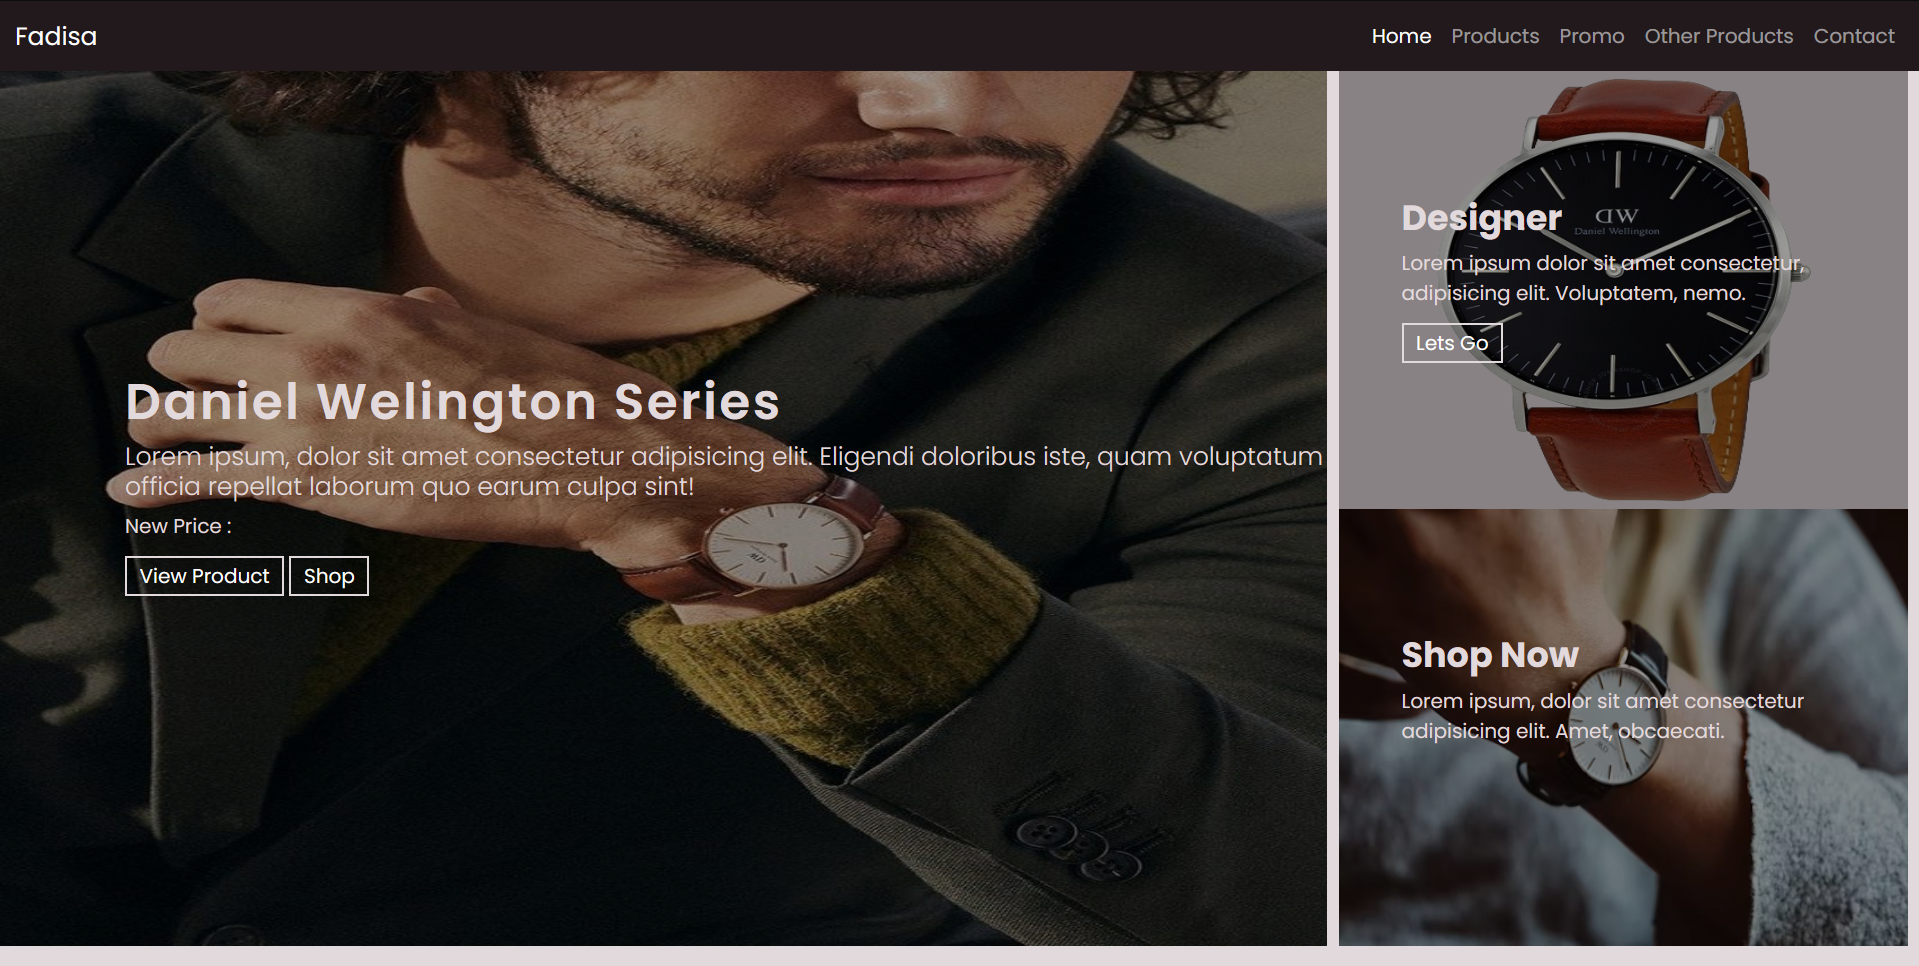 Fadisa
Home Products Promo Other Products Contact
Daniel Welington Series
Lorem ipsum, dolor sit amet consectetur adipisicing elit. Eligendi doloribus iste, quam voluptatum
officia repellat laborum quo earum culpa sint!
New Price :
View Product Shop
Designer
DW
Daniel Wellington
Lorem ipsum dolor sit amet consectetur,
adipisicing elit. Voluptatem, nemo.
Lets Go
Shop Now
Lorem ipsum, dolor sit amet consectetur
adipisicing elit. Amet, obcaecati.